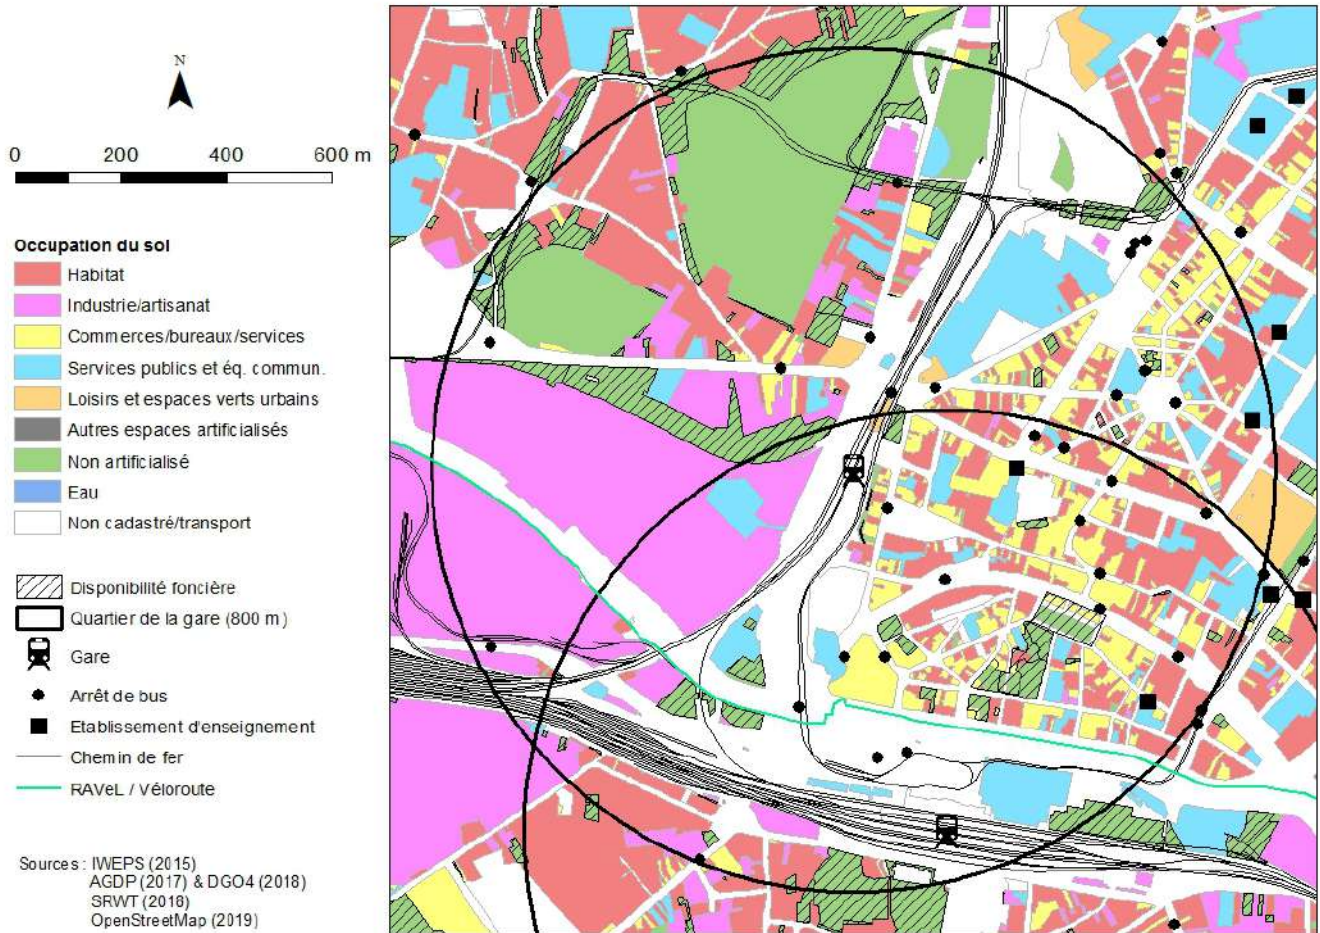 N
0 200 400 600 m
Occupation du sol
Habitat
Industrie/artisanat
Commerces/bureaux/services
Services publics et éq. commun.
Loisirs et espaces verts urbains
Autres espaces artificialisés
Non artificialisé
Eau
Non cadastré/transport
Disponibilité foncière
Quartier de la gare (800 m)
Gare
Arrêt de bus
Etablissement d'enseignement
Chemin de fer
RAVeL / Véloroute
Sources : IWEPS (2015)
AGDP (2017) & DGO4 (2018)
SRWT (2018)
OpenStreetMap (2019)